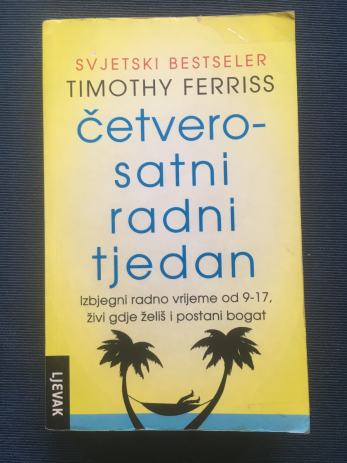 SVJETSKI BESTSELER
TIMOTHY FERRISS
četvero-
satni
radni
tjedan
Izbjegni radno vrijeme od 9-17,
živi gdje želiš i postani bogat
LJEVAK